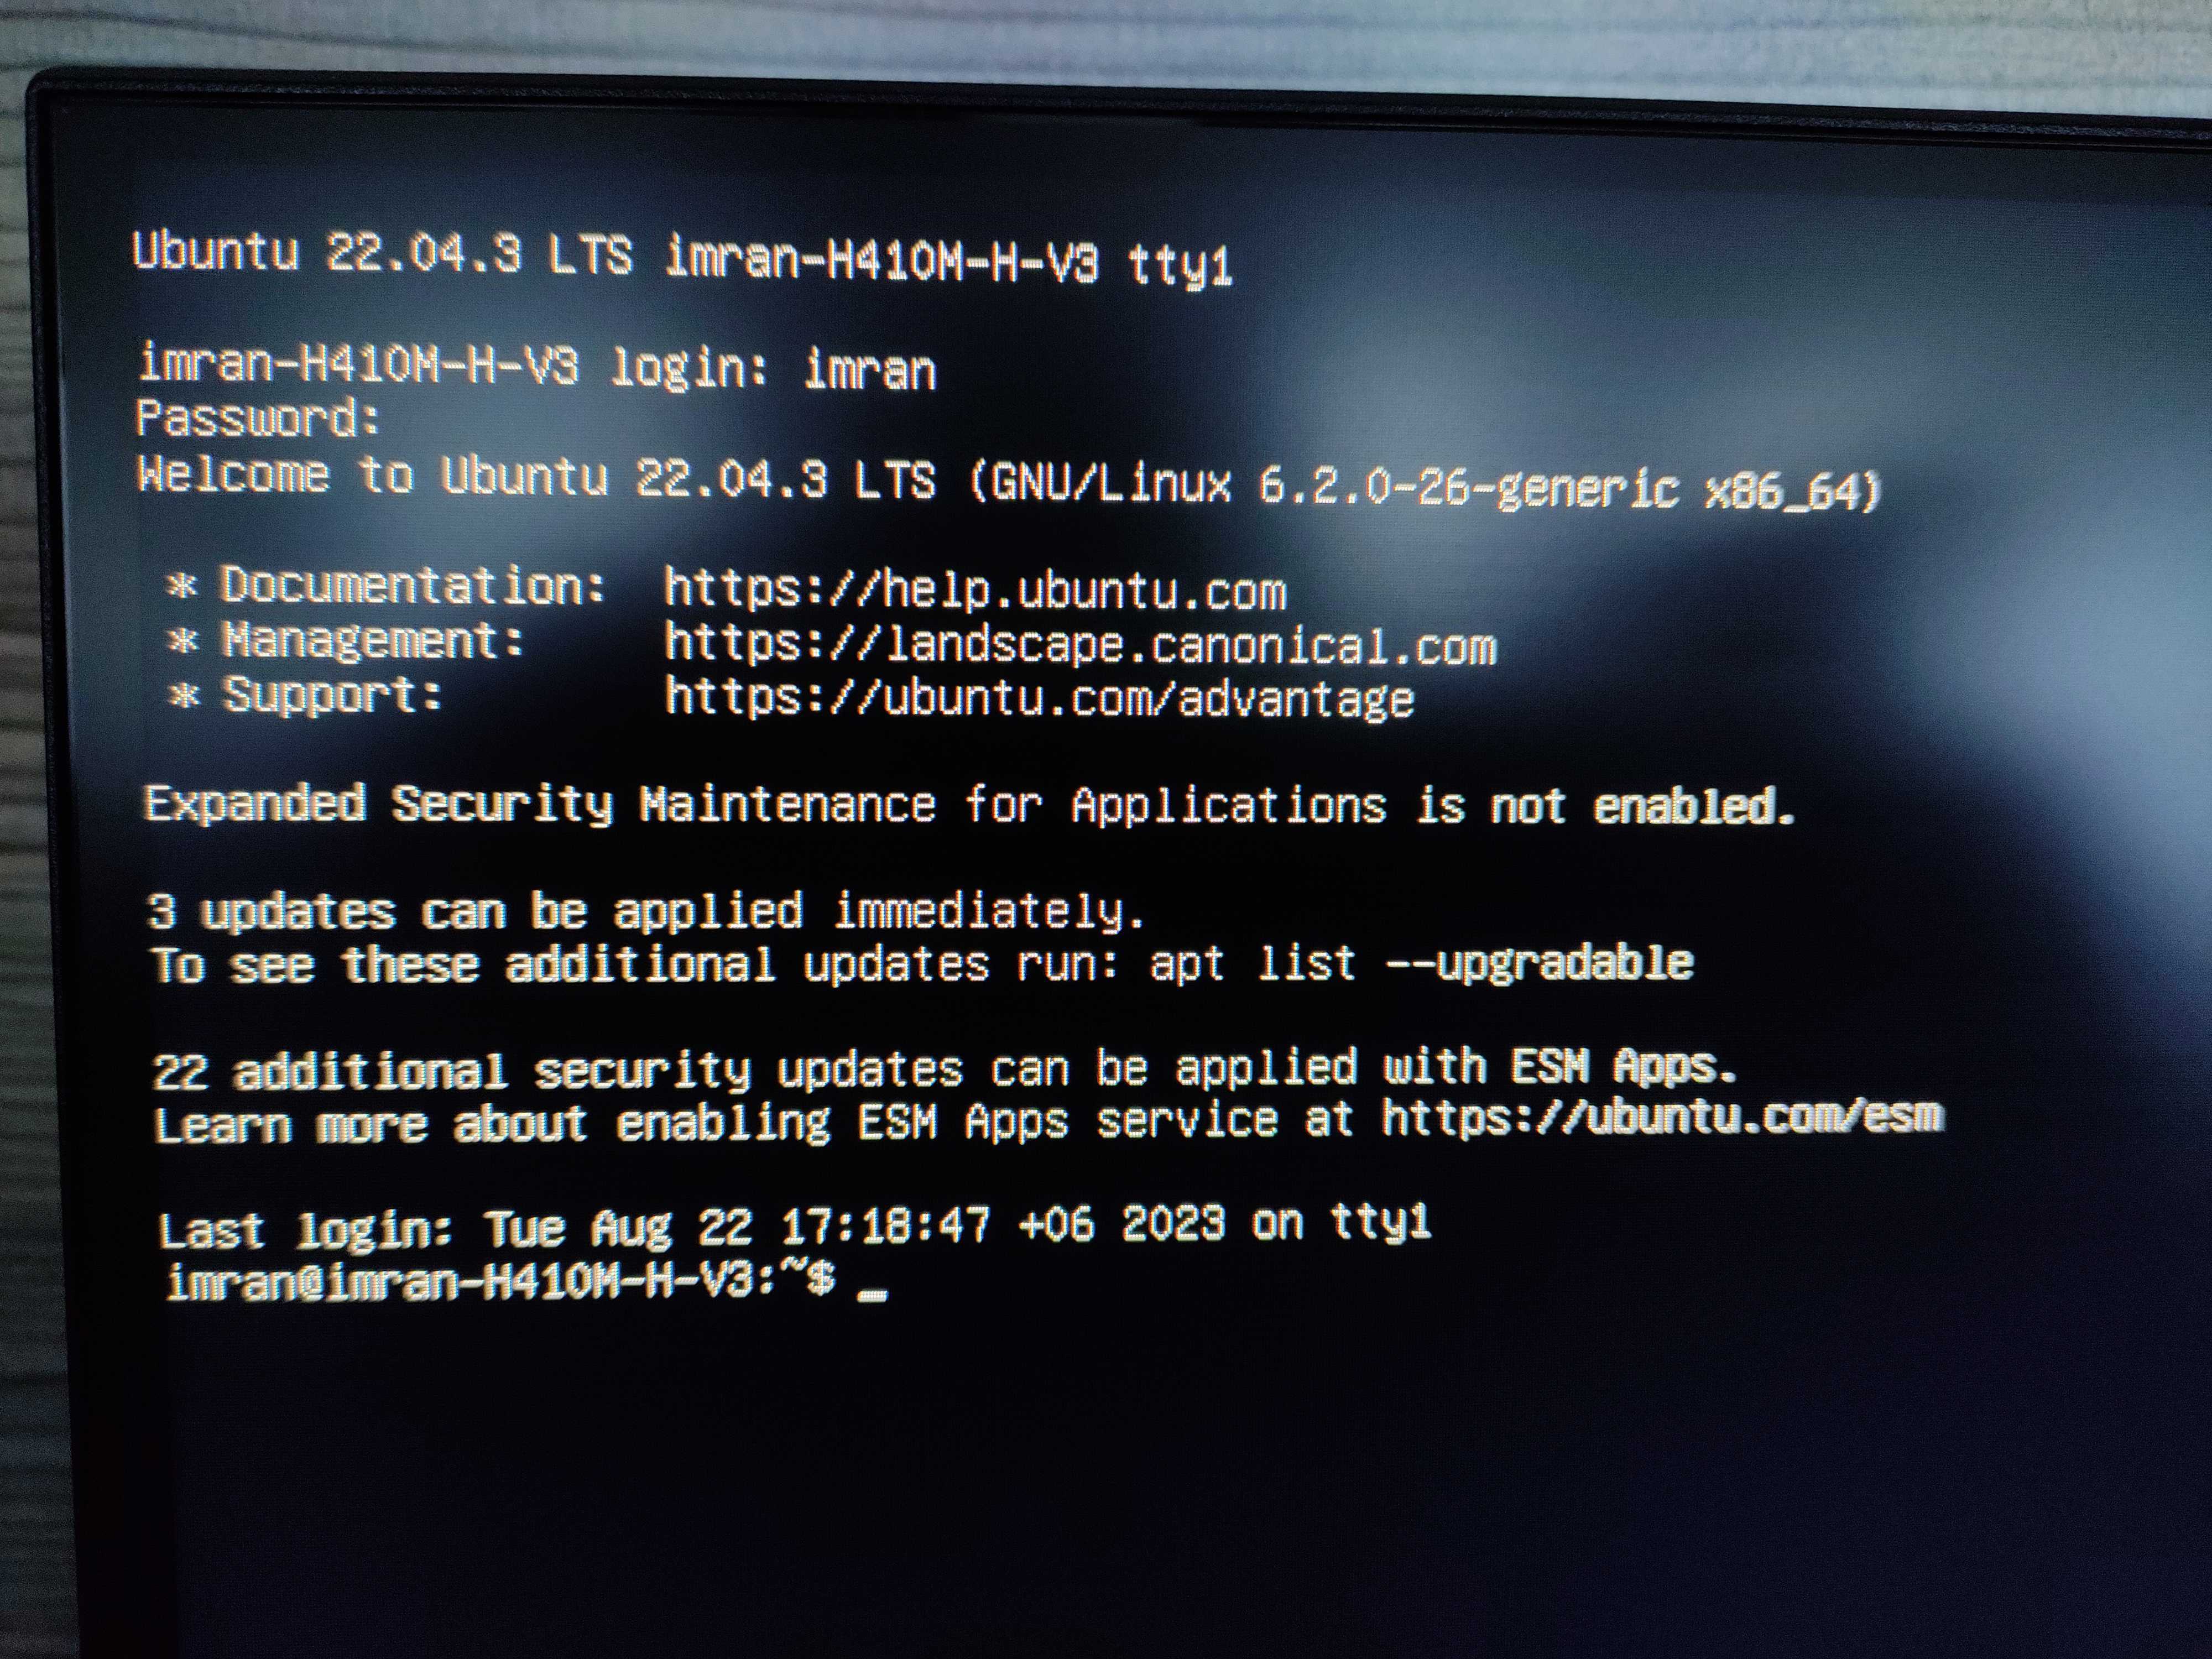 Ubuntu 22.04.3 LTS imran-H410M-H-V3 tty1
imran-H410M-H-V3 login: imran
Password:
Welcome to Ubuntu 22.04.3 LTS (GNU/Linux 6.2.0-26-generic x86_64)
* Documentation: https://help.ubuntu.com
* Management: https://landscape.canonical.com
* Support: https://ubuntu.com/advantage
Expanded Security Maintenance for Applications is not enabled.
3 updates can be applied immediately.
To see these additional updates run: apt list --upgradable
22 additional security updates can be applied with ESM Apps.
Learn more about enabling ESM Apps service at https://ubuntu.com/esm
Last login: Tue Aug 22 17:18:47 +06 2023 on tty1
imran@imran-H410M-H-V3:~$ _